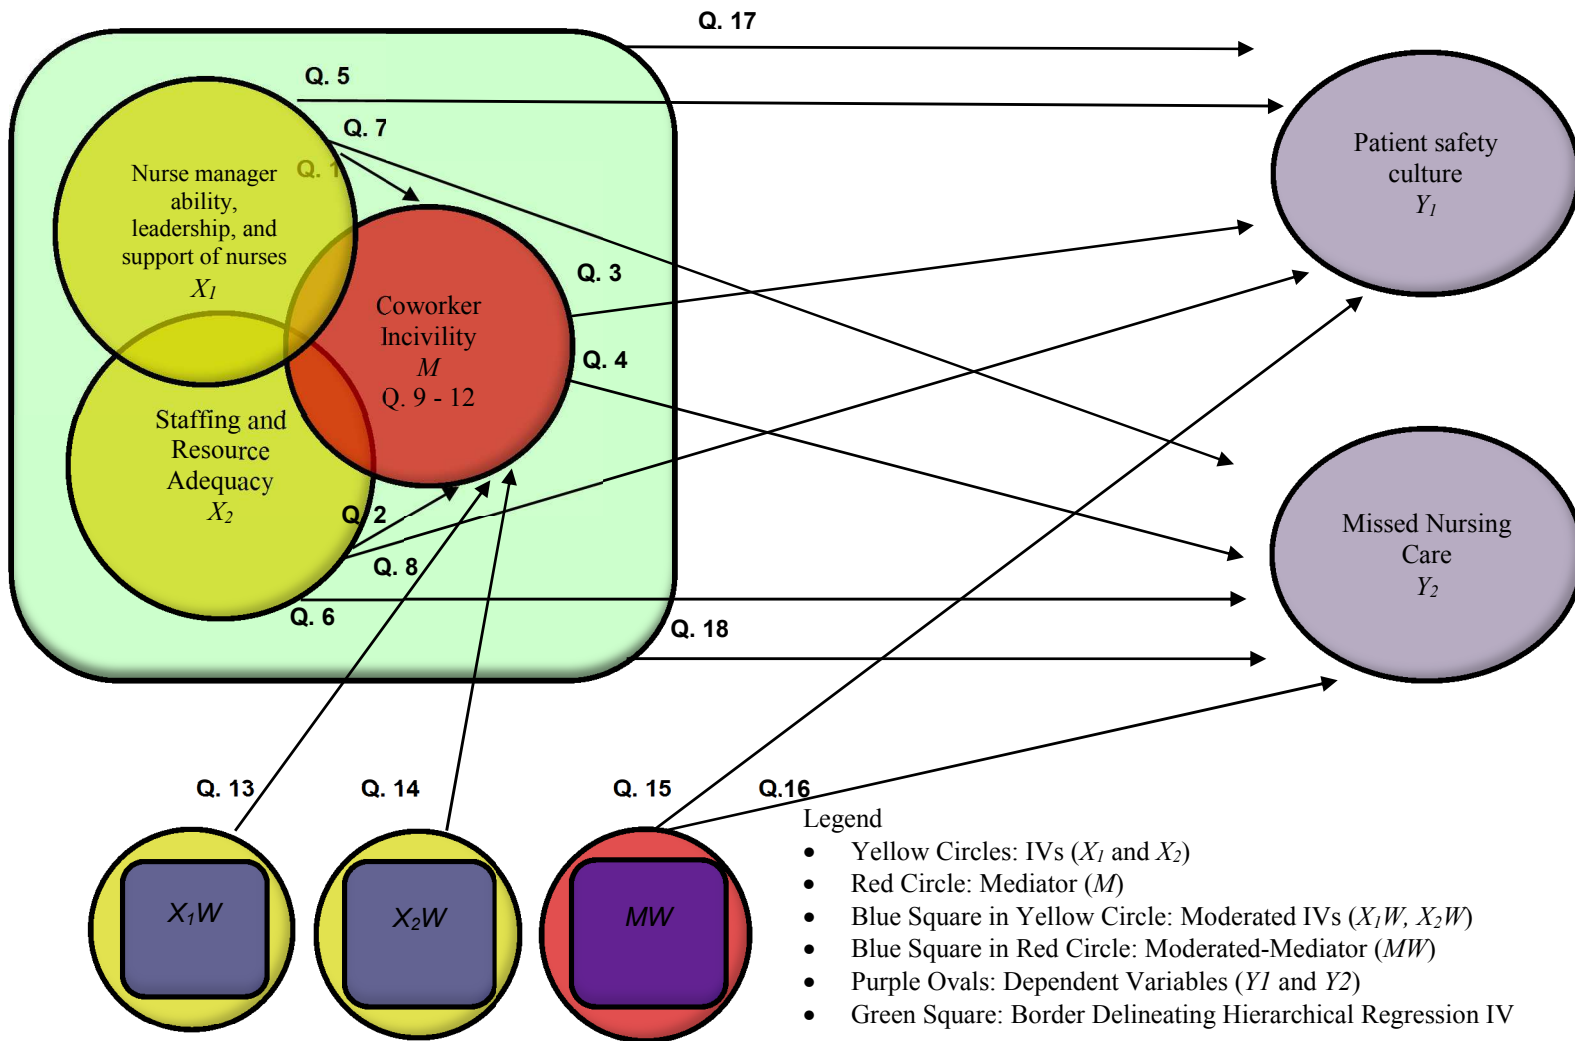 Q. 17
Q. 5
Q. 7
Q. 1
Nurse manager
ability,
leadership, and
support of nurses
X1
Patient safety
culture
Y1
Q. 3
Coworker
Incivility
M
Q. 9 - 12
Q. 4
Staffing and
Resource
Adequacy
X2
Q. 2
Q. 8
Q. 6
Missed Nursing
Care
Y2
Q. 18
Q. 13
Q. 14
Q. 15
Q.16
X1W
X2W
MW
Legend
• Yellow Circles: IVs (X1 and X2)
• Red Circle: Mediator (M)
• Blue Square in Yellow Circle: Moderated IVs (X1W, X2W)
• Blue Square in Red Circle: Moderated-Mediator (MW)
• Purple Ovals: Dependent Variables (Y1 and Y2)
• Green Square: Border Delineating Hierarchical Regression IV